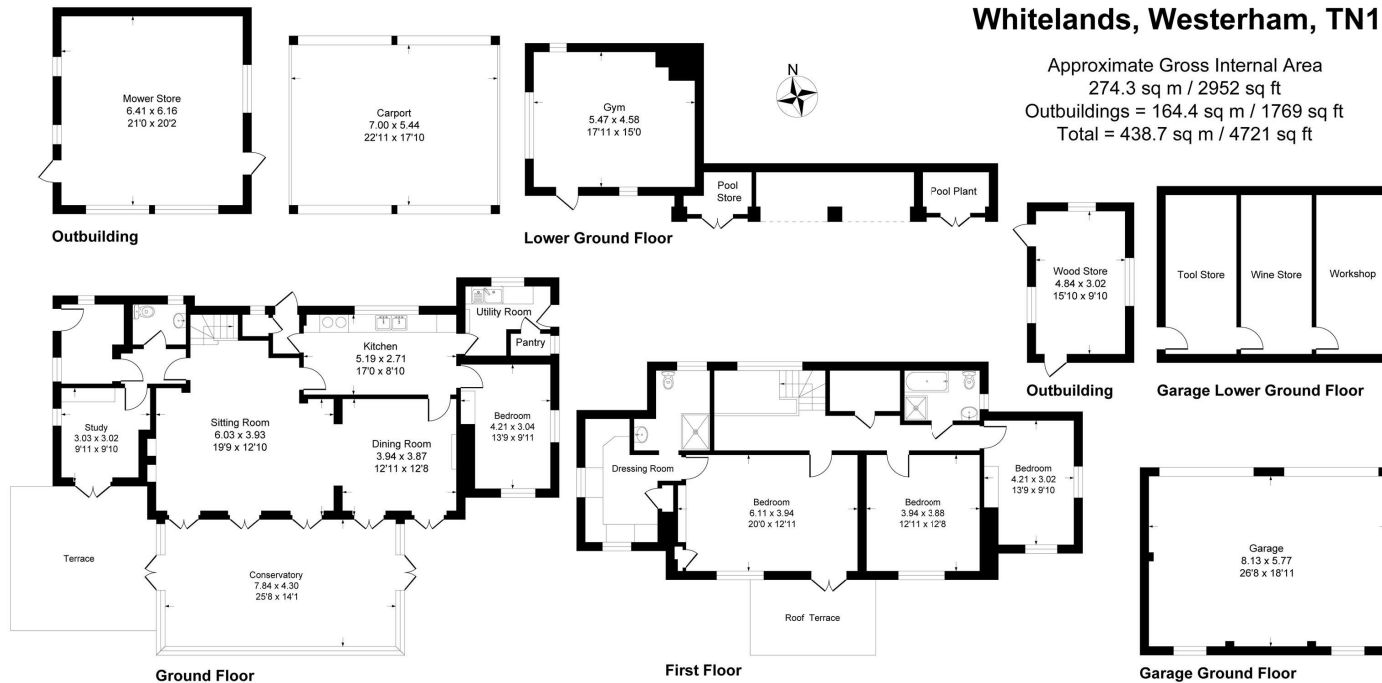 Whitelands, Westerham, TN1
Approximate Gross Internal Area
274.3 sq m / 2952 sq ft
Outbuildings = 164.4 sq m / 1769 sq ft
Total = 438.7 sq m / 4721 sq ft
N
Mower Store
6.41 x 6.16
21'0 x 20'2
Outbuilding
Carport
7.00 x 5.44
22'11 x 17'10
Gym
5.47 x 4.58
17'11 x 15'0
Pool
Store
Pool Plant
Lower Ground Floor
Wood Store
4.84 x 3.02
15'10 x 9'10
Outbuilding
Tool Store
Wine Store
Workshop
Garage Lower Ground Floor
Utility Room
Pantry
Kitchen
5.19 x 2.71
17'0 x 8'10
Study
3.03 x 3.02
9'11 x 9'10
Sitting Room
6.03 x 3.93
19'9 x 12'10
Dining Room
3.94 x 3.87
12'11 x 12'8
Bedroom
4.21 x 3.04
13'9 x 9'11
Terrace
Conservatory
7.84 x 4.30
25'8 x 14'1
Ground Floor
Dressing Room
Bedroom
6.11 x 3.94
20'0 x 12'11
Bedroom
3.94 x 3.88
12'11 x 12'8
Bedroom
4.21 x 3.02
13'9 x 9'10
Roof Terrace
First Floor
Garage
8.13 x 5.77
26'8 x 18'11
Garage Ground Floor